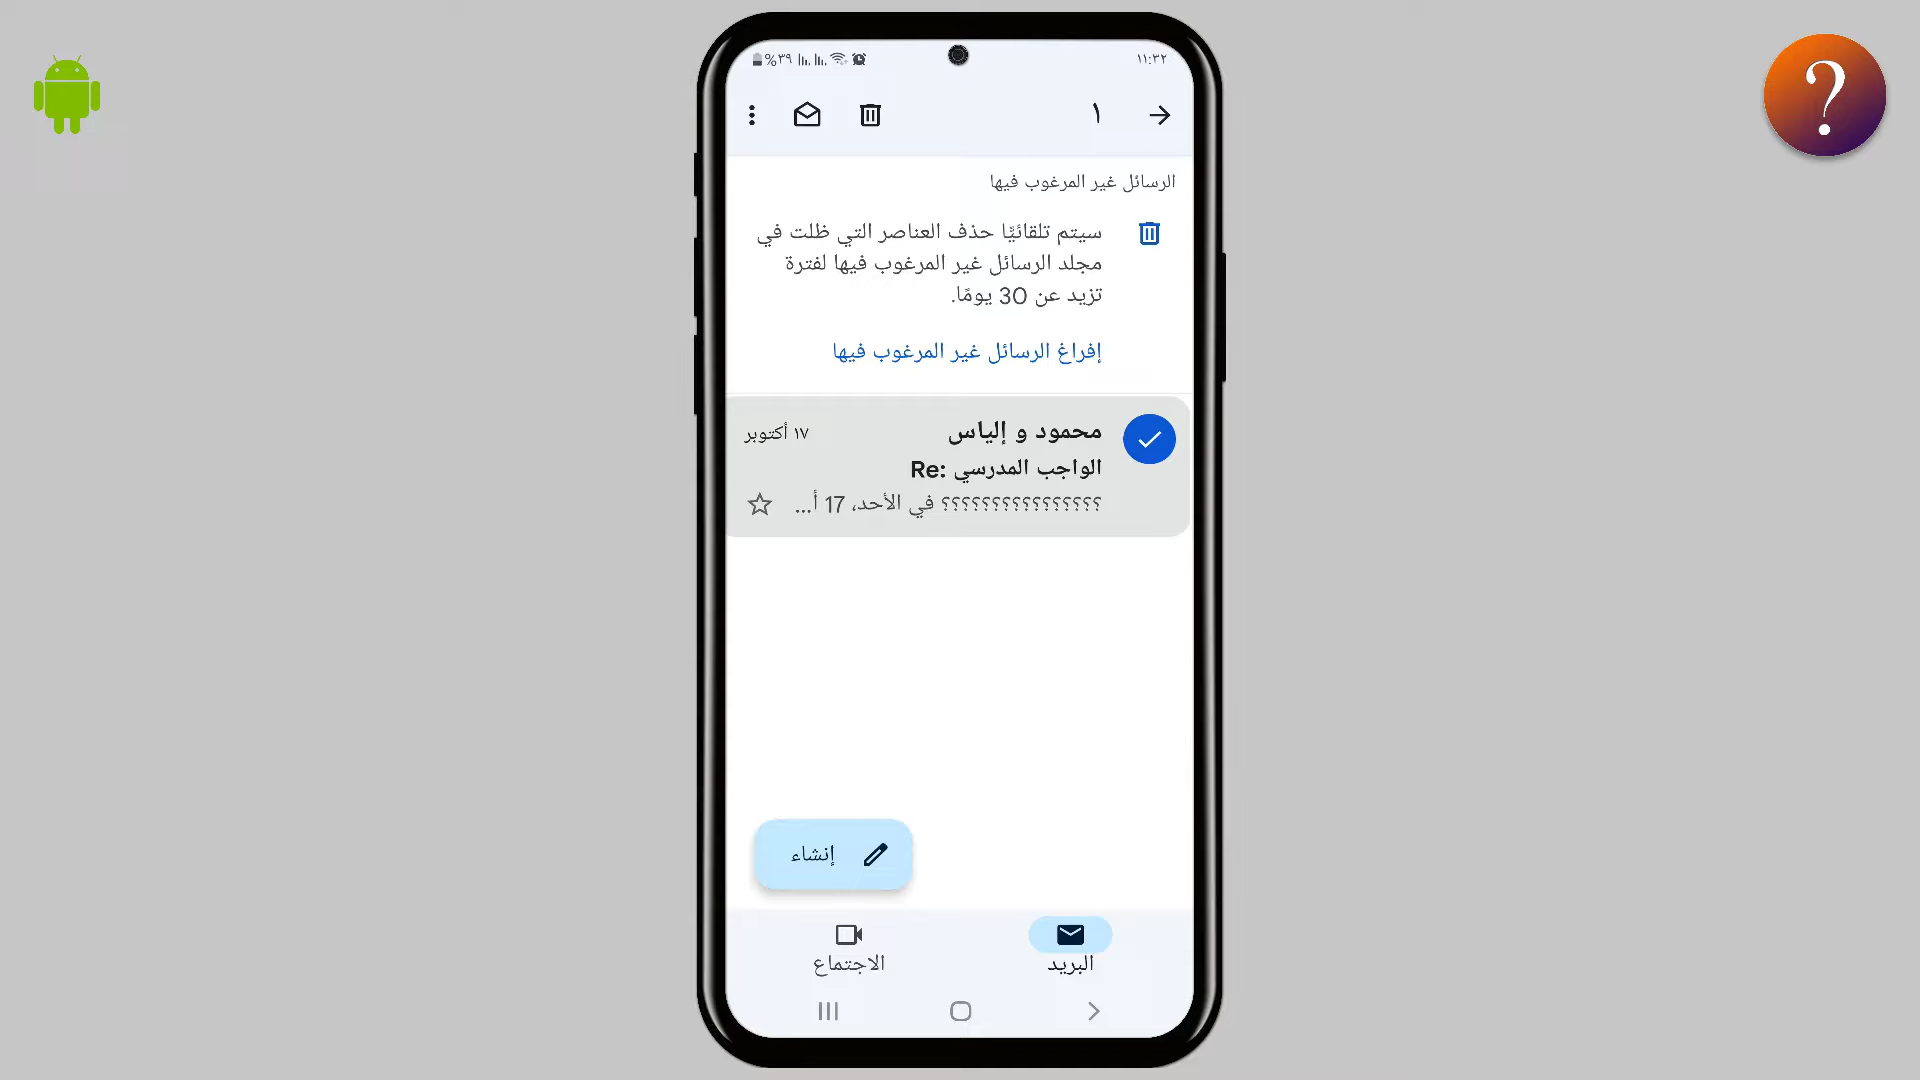 %٣٩
١١:٣٢
١
الرسائل غير المرغوب فيها
سيتم تلقائيًا حذف العناصر التي ظلت في
مجلد الرسائل غير المرغوب فيها لفترة
تزيد عن 30 يومًا.
إفراغ الرسائل غير المرغوب فيها
محمود و إلياس
١٧ أكتوبر
Re: الواجب المدرسي
؟؟؟؟؟؟؟؟؟؟؟؟؟؟؟؟ في الأحد، 17 أ...
إنشاء
البريد
الاجتماع
?